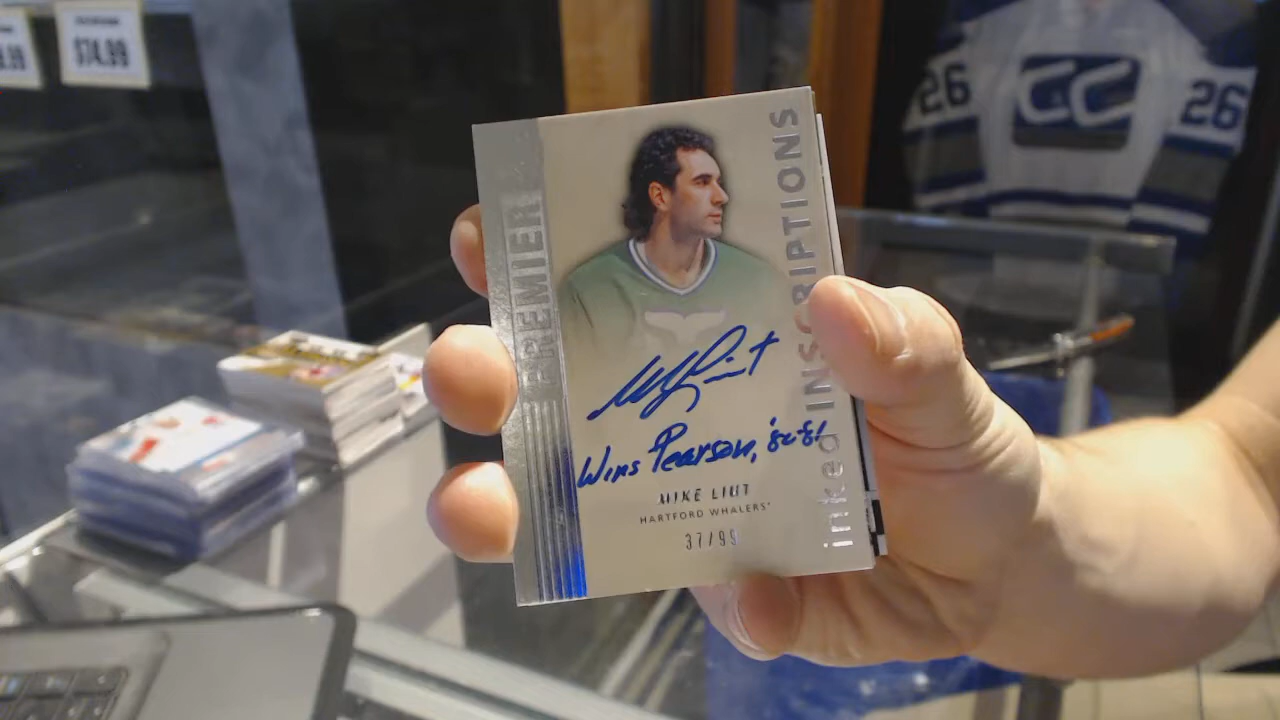 $74.99
26
CC
26
PREMIER
inked INSCRIPTIONS
Mike Liut
Wins Pearson, '80-81
MIKE LIUT
HARTFORD WHALERS
37/99